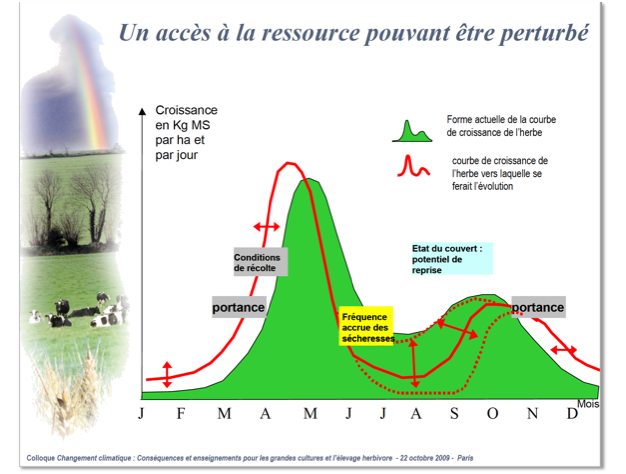 Un accès à la ressource pouvant être perturbé
Croissance
en Kg MS
par ha et
par jour
Forme actuelle de la courbe
de croissance de l'herbe
courbe de croissance de
l'herbe vers laquelle se
ferait l'évolution
Etat du couvert :
potentiel de
reprise
Conditions
de récolte
portance
portance
Fréquence
accrue des
sécheresses
Mois
J F M A M J J A S O N D
Colloque Changement climatique : Conséquences et enseignements pour les grandes cultures et l'élevage herbivore - 22 octobre 2009 - Paris